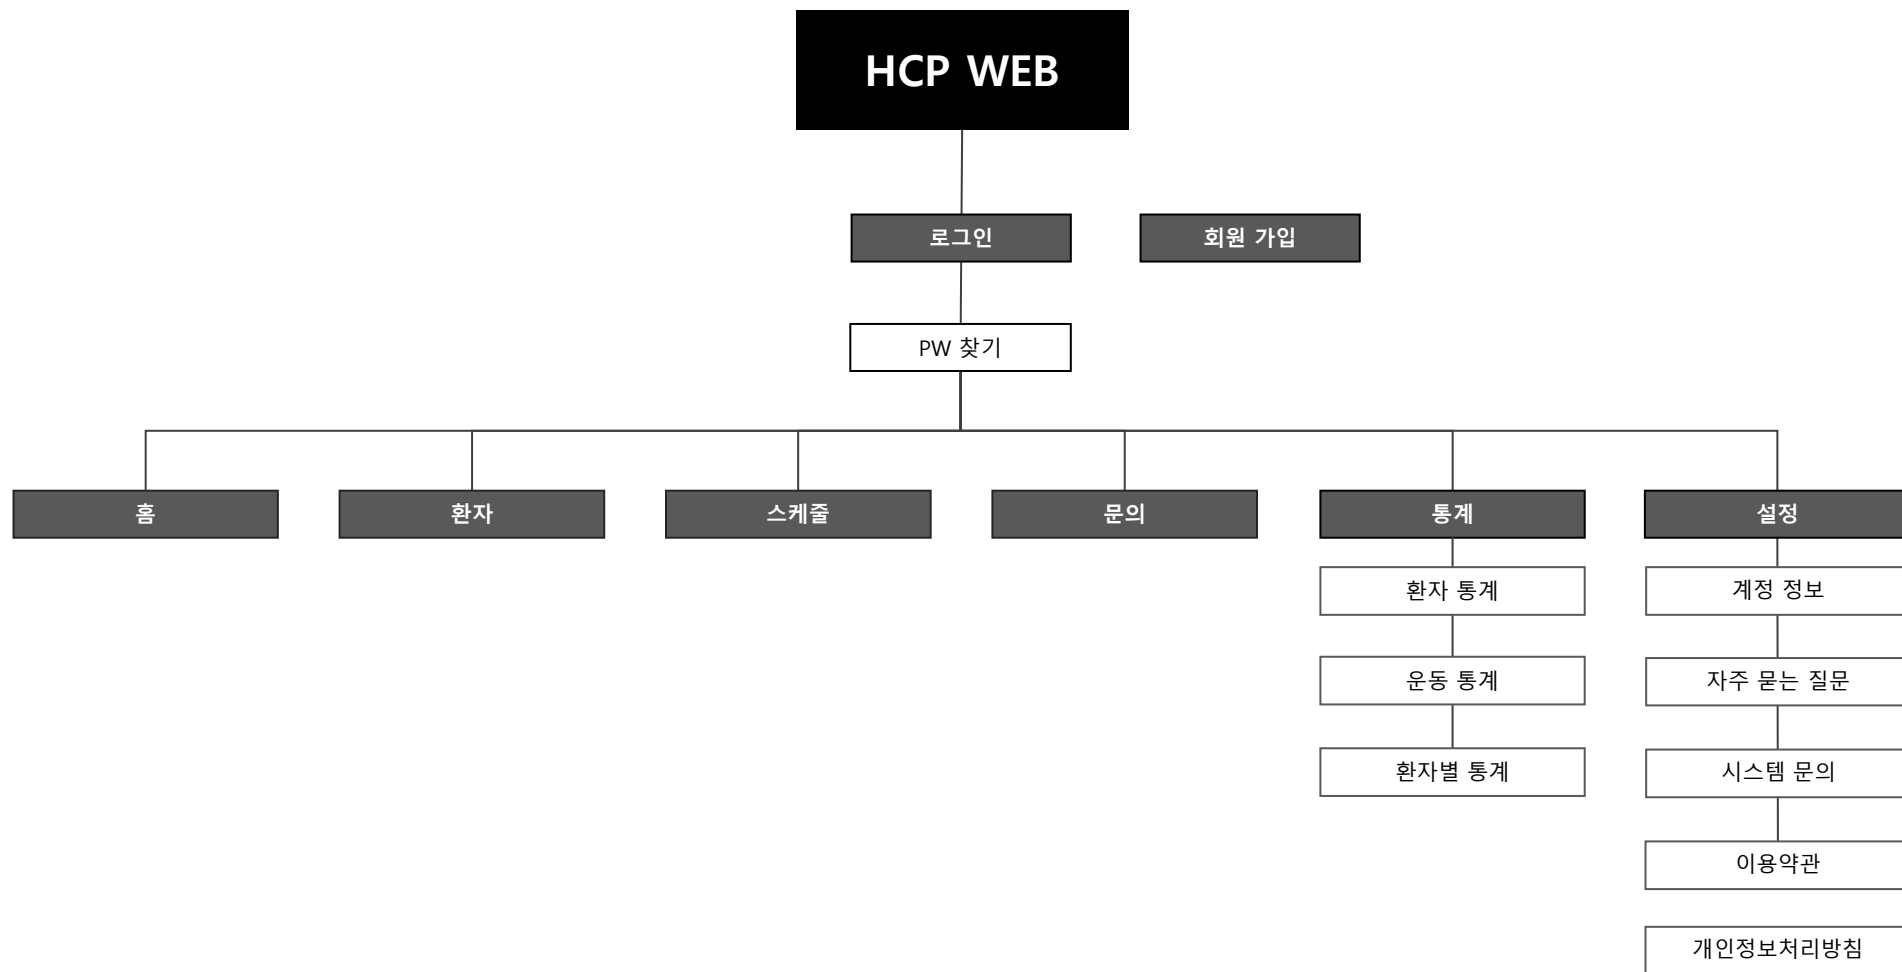 HCP WEB
로그인
회원 가입
PW 찾기
홈
환자
스케줄
문의
통계
설정
환자 통계
계정 정보
운동 통계
자주 묻는 질문
환자별 통계
시스템 문의
이용약관
개인정보처리방침